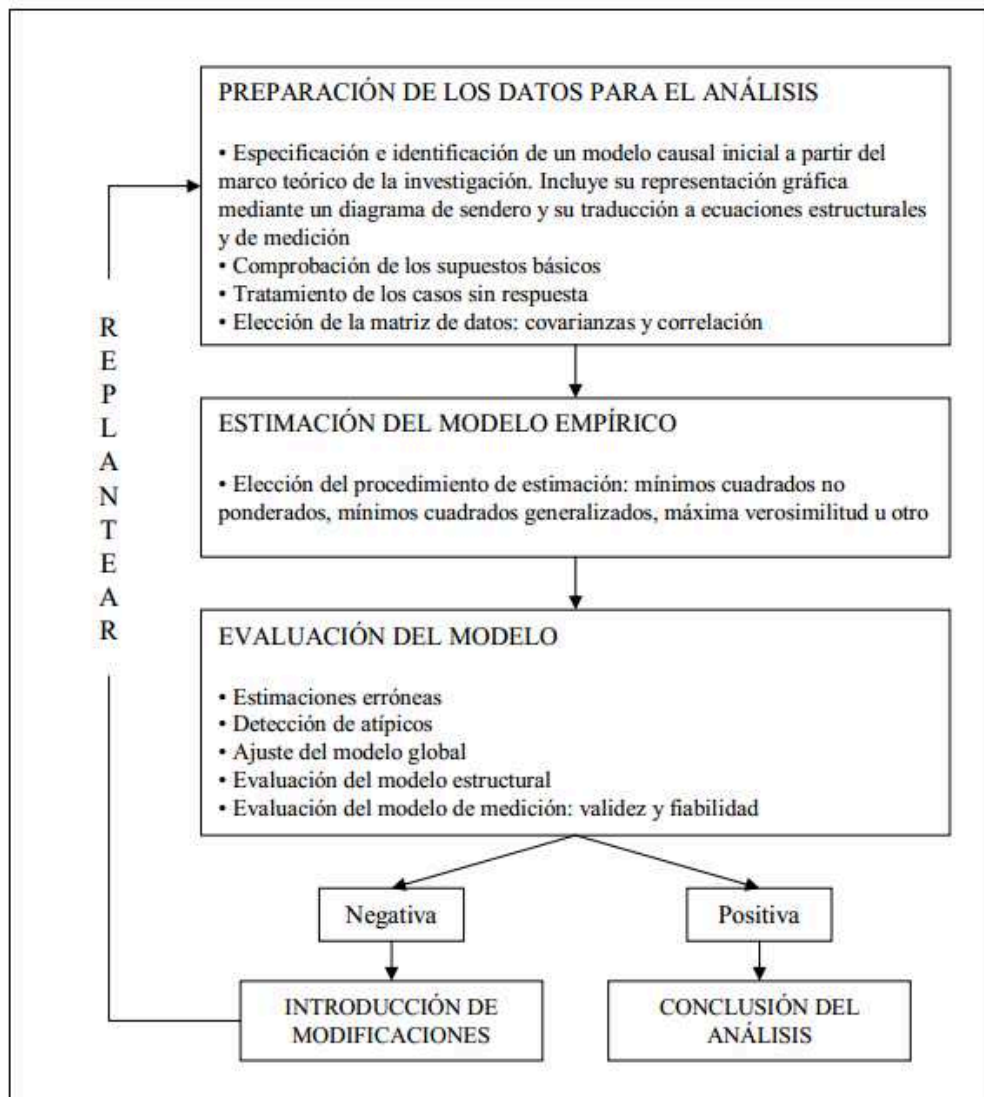 PREPARACIÓN DE LOS DATOS PARA EL ANÁLISIS
• Especificación e identificación de un modelo causal inicial a partir del
marco teórico de la investigación. Incluye su representación gráfica
mediante un diagrama de sendero y su traducción a ecuaciones estructurales
y de medición
• Comprobación de los supuestos básicos
• Tratamiento de los casos sin respuesta
• Elección de la matriz de datos: covarianzas y correlación
R
E
P
L
A
N
T
E
A
R
ESTIMACIÓN DEL MODELO EMPÍRICO
• Elección del procedimiento de estimación: mínimos cuadrados no
ponderados, mínimos cuadrados generalizados, máxima verosimilitud u otro
EVALUACIÓN DEL MODELO
• Estimaciones erróneas
• Detección de atípicos
• Ajuste del modelo global
• Evaluación del modelo estructural
• Evaluación del modelo de medición: validez y fiabilidad
Negativa
Positiva
INTRODUCCIÓN DE
MODIFICACIONES
CONCLUSIÓN DEL
ANÁLISIS